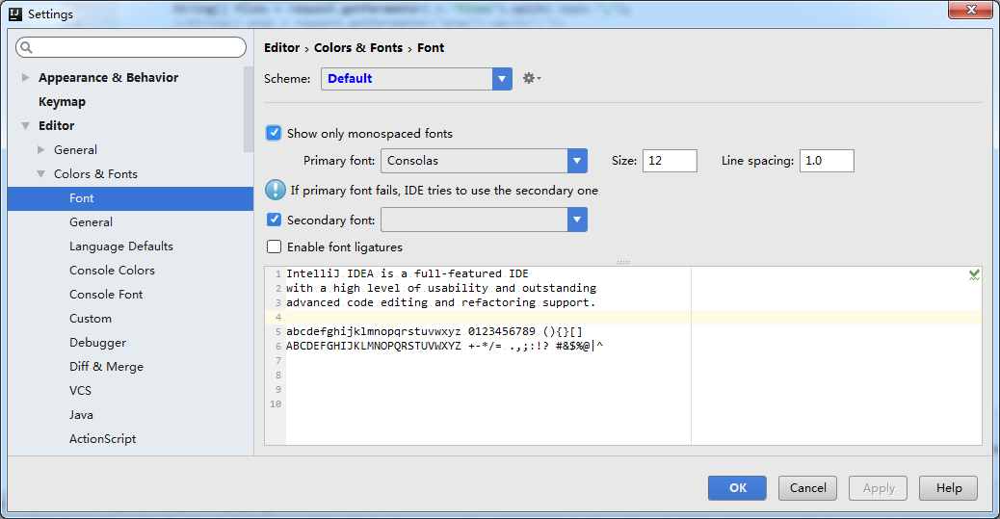 Settings
Editor › Colors & Fonts › Font
Scheme: Default
Appearance & Behavior
Keymap
Editor
General
Colors & Fonts
Font
General
Language Defaults
Console Colors
Console Font
Custom
Debugger
Diff & Merge
VCS
Java
ActionScript
Show only monospaced fonts
Primary font: Consolas Size: 12 Line spacing: 1.0
If primary font fails, IDE tries to use the secondary one
Secondary font:
Enable font ligatures
1 IntelliJ IDEA is a full-featured IDE
2 with a high level of usability and outstanding
3 advanced code editing and refactoring support.
4
5 abcdefghijklmnopqrstuvwxyz 0123456789 (){}[]
6 ABCDEFGHIJKLMNOPQRSTUVWXYZ +-*/= .,;:!? #&$%@|^
7
8
9
10
OK Cancel Apply Help